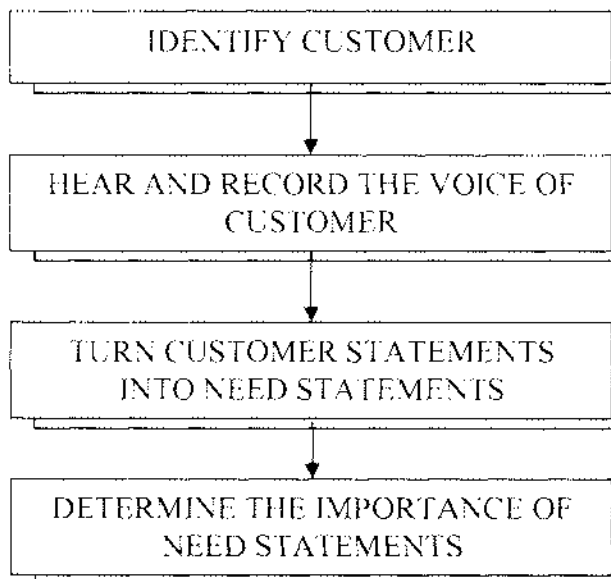 IDENTIFY CUSTOMER
HEAR AND RECORD THE VOICE OF
CUSTOMER
TURN CUSTOMER STATEMENTS
INTO NEED STATEMENTS
DETERMINE THE IMPORTANCE OF
NEED STATEMENTS